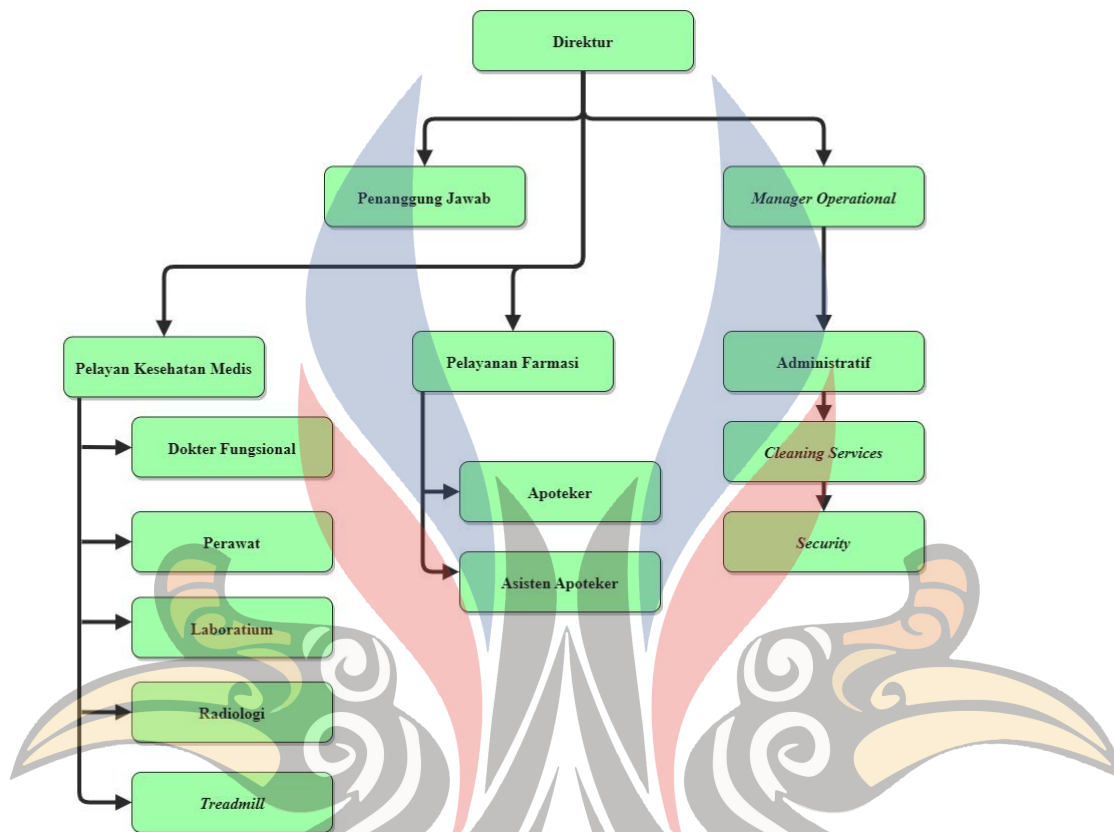 Direktur
Penanggung Jawab
Manager Operational
Pelayan Kesehatan Medis
Pelayanan Farmasi
Administratif
Dokter Fungsional
Cleaning Services
Apoteker
Perawat
Security
Asisten Apoteker
Laboratium
Radiologi
Treadmill